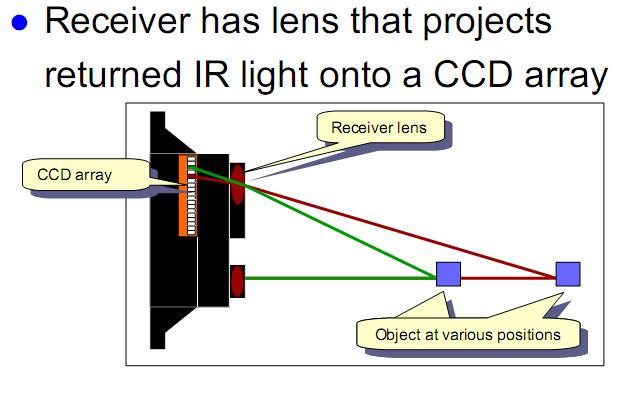 ● Receiver has lens that projects
returned IR light onto a CCD array
Receiver lens
CCD array
Object at various positions